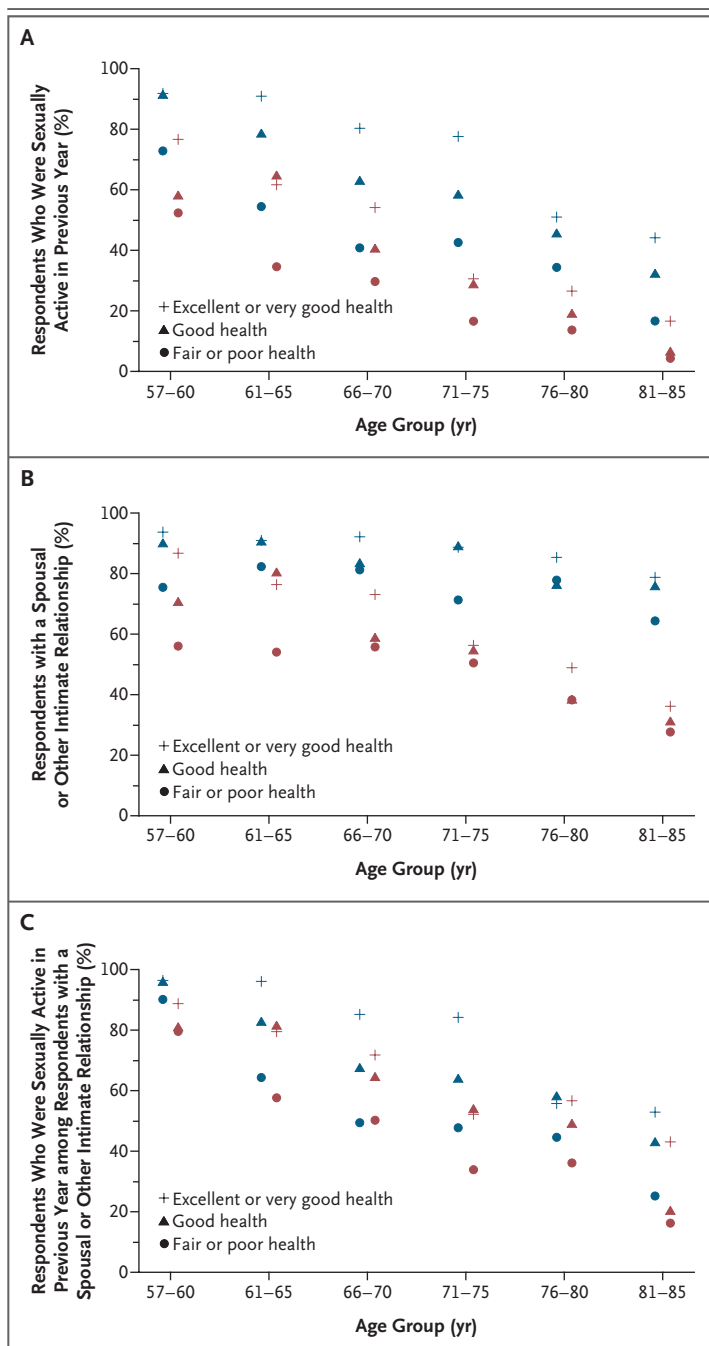 A
Respondents Who Were Sexually
Active in Previous Year (%)
100
80
60
40
20
0
+ Excellent or very good health
▲ Good health
● Fair or poor health
57–60
61–65
66–70
71–75
76–80
81–85
Age Group (yr)
B
Respondents with a Spousal
or Other Intimate Relationship (%)
100
80
60
40
20
0
+ Excellent or very good health
▲ Good health
● Fair or poor health
57–60
61–65
66–70
71–75
76–80
81–85
Age Group (yr)
C
Respondents Who Were Sexually Active in
Previous Year among Respondents with a
Spousal or Other Intimate Relationship (%)
100
80
60
40
20
0
+ Excellent or very good health
▲ Good health
● Fair or poor health
57–60
61–65
66–70
71–75
76–80
81–85
Age Group (yr)